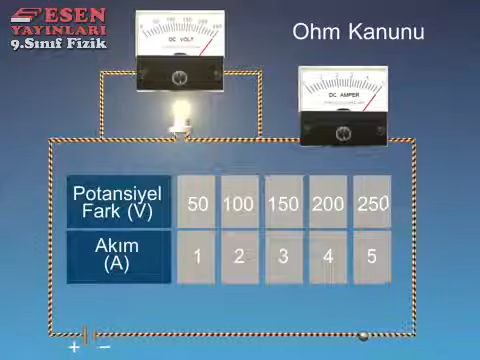 ESEN
YAYINLARI
9.Sınıf Fizik
Ohm Kanunu
DC VOLT
DC AMPER
Potansiyel Fark (V) 50 100 150 200 250
Akım (A) 1 2 3 4 5
+ −